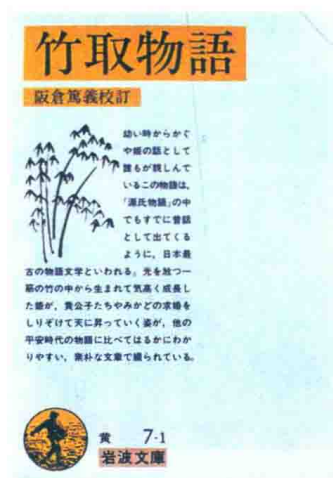 竹取物語
阪倉篤義校訂
幼い時からかぐ
や姫の話として
誰もが親しんで
いるこの物語は、
「源氏物語」の中
でもすでに昔話
として出てくる
ように、日本最
古の物語文学といわれる。光を放つ一
筋の竹の中から生まれて気高く成長し
た姫が、貴公子たちやみかどの求婚を
しりぞけて天に昇っていく姿が、他の
平安時代の物語に比べてはるかにわか
りやすい、素朴な文章で綴られている。
黄 7-1
岩波文庫